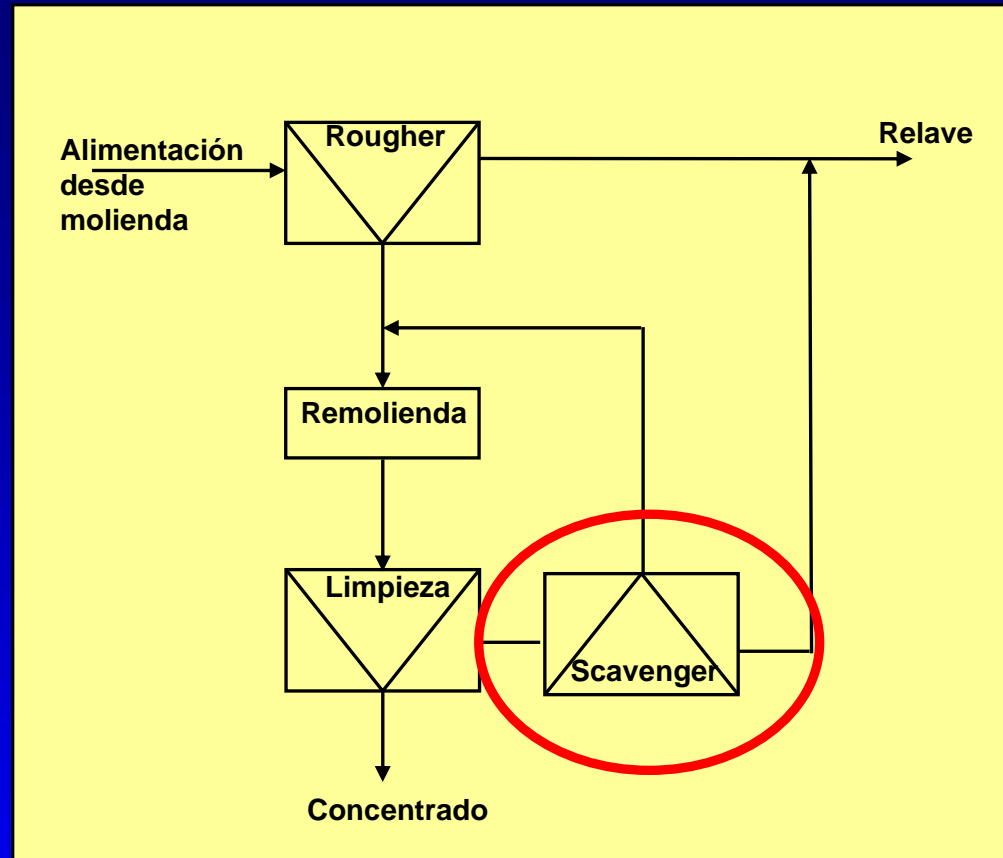 Rougher
Relave
Alimentación
desde
molienda
Remolienda
Limpieza
Scavenger
Concentrado